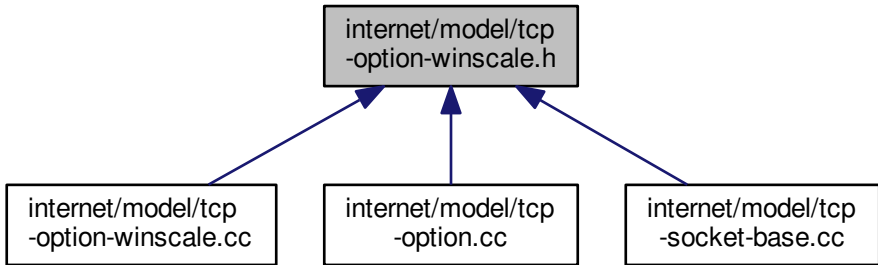 internet/model/tcp
-option-winscale.h
internet/model/tcp
-option-winscale.cc
internet/model/tcp
-option.cc
internet/model/tcp
-socket-base.cc